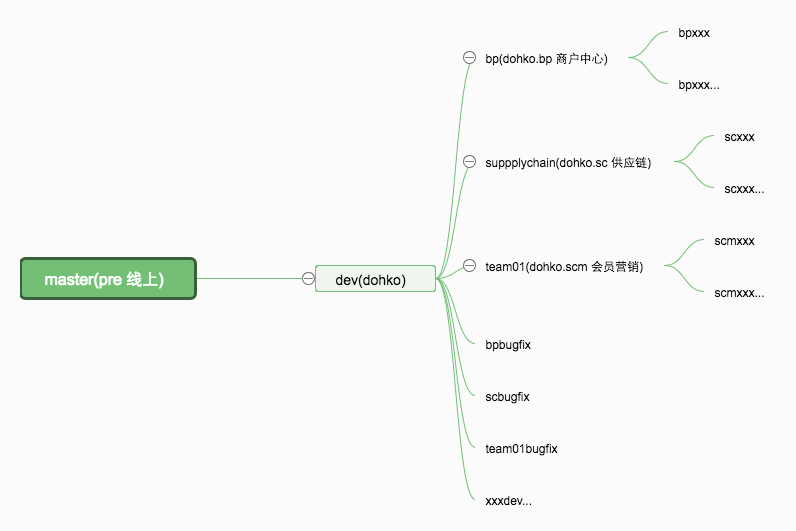 master(pre 线上)
dev(dohko)
bp(dohko.bp 商户中心)
bpxxx
bpxxx...
suppplychain(dohko.sc 供应链)
scxxx
scxxx...
team01(dohko.scm 会员营销)
scmxxx
scmxxx...
bpbugfix
scbugfix
team01bugfix
xxxdev...